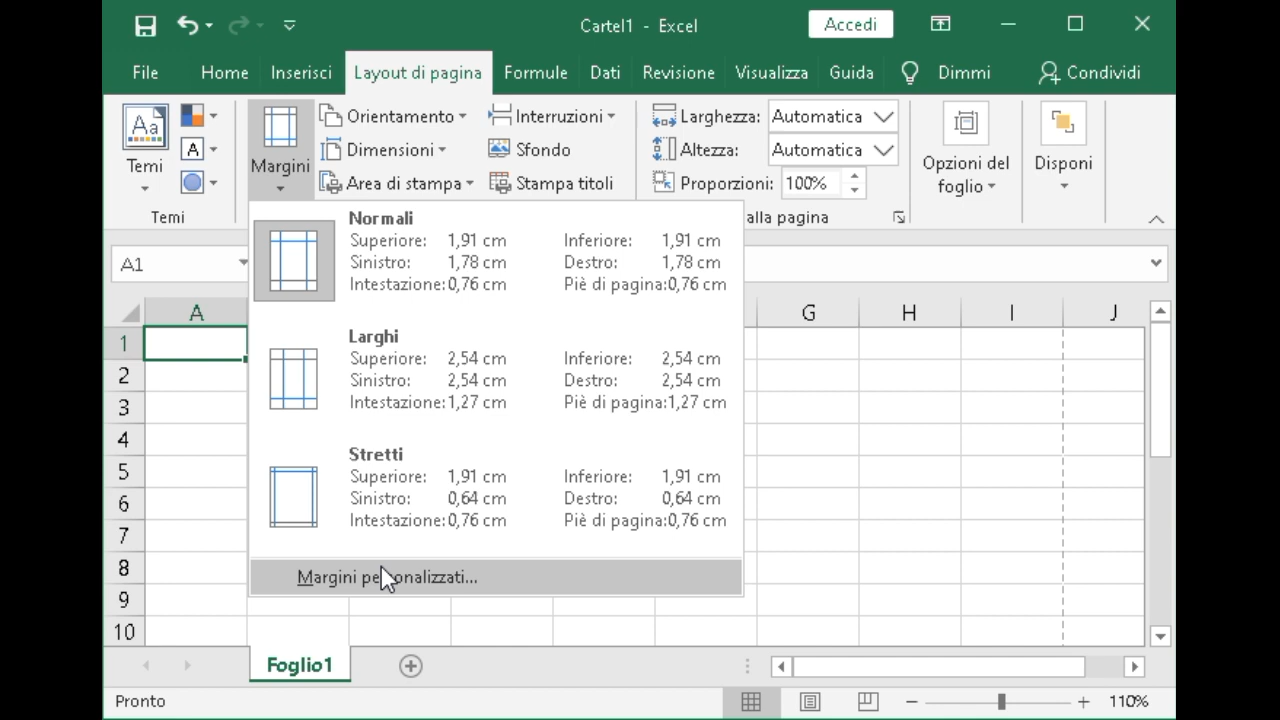 Cartel1 - Excel
Accedi
File Home Inserisci Layout di pagina Formule Dati Revisione Visualizza Guida Dimmi Condividi
Aa
Temi
A
Temi
Margini
Orientamento
Dimensioni
Area di stampa
Interruzioni
Sfondo
Stampa titoli
Larghezza: Automatica
Altezza: Automatica
Proporzioni: 100%
alla pagina
Opzioni del
foglio
Disponi
A1
Normali
Superiore: 1,91 cm Inferiore: 1,91 cm
Sinistro: 1,78 cm Destro: 1,78 cm
Intestazione: 0,76 cm Piè di pagina: 0,76 cm
Larghi
Superiore: 2,54 cm Inferiore: 2,54 cm
Sinistro: 2,54 cm Destro: 2,54 cm
Intestazione: 1,27 cm Piè di pagina: 1,27 cm
Stretti
Superiore: 1,91 cm Inferiore: 1,91 cm
Sinistro: 0,64 cm Destro: 0,64 cm
Intestazione: 0,76 cm Piè di pagina: 0,76 cm
Margini personalizzati...
A G H I J
1
2
3
4
5
6
7
8
9
10
Foglio1
Pronto
110%